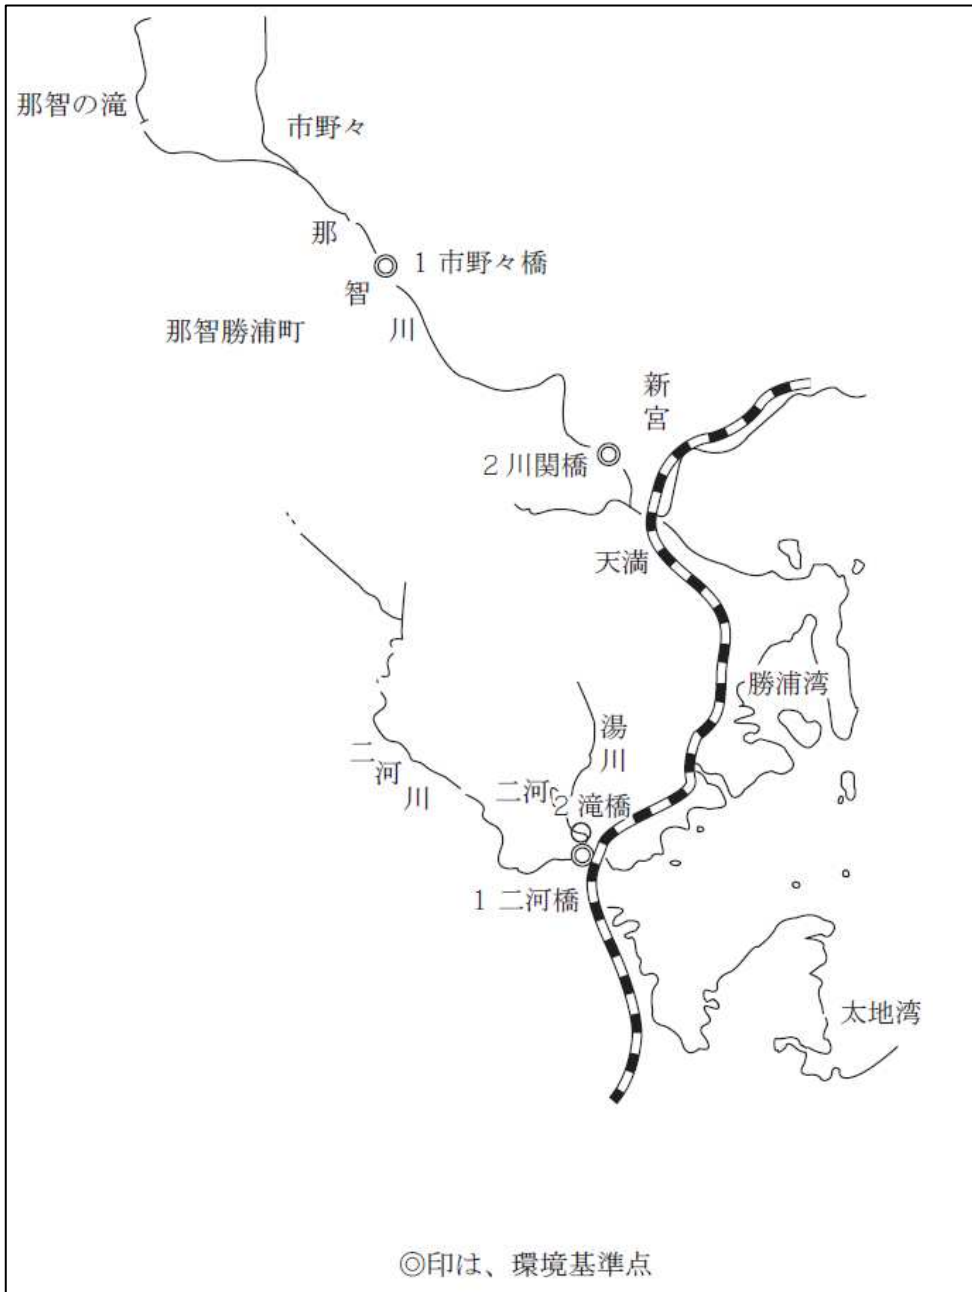 那智の滝
市野々
那智川
1 市野々橋
那智勝浦町
新宮
2 川関橋
天満
勝浦湾
湯川
二河川
二河
2 滝橋
1 二河橋
太地湾
◎印は、環境基準点